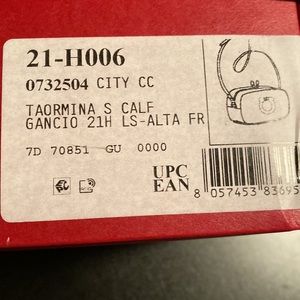 21-H006
0732504 CITY CC
TAORMINA S CALF
GANCIO 21H LS-ALTA FR
7D 70851 GU 0000
UPC
EAN
8 057453 83695